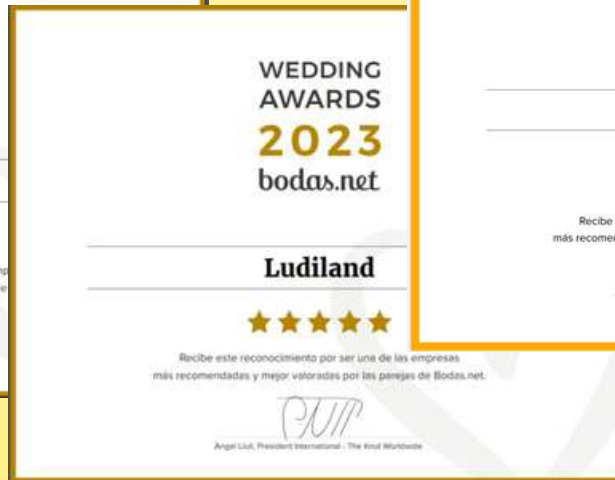 WEDDING
AWARDS
2023
bodas.net
Ludiland
Recibe este reconocimiento por ser una de las empresas
más recomendadas y mejor valoradas por las parejas de Bodas.net.
Angel Llull, President International - The Knot Worldwide
Recibe
más recomen